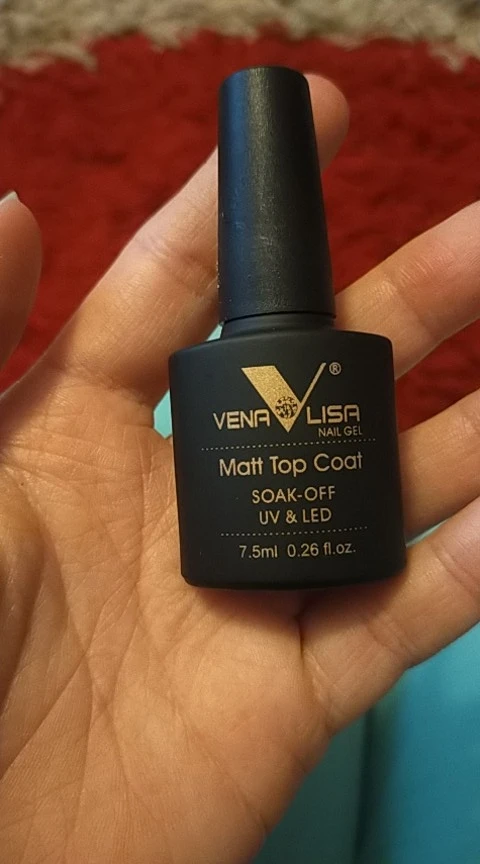 VENA LISA ®
NAIL GEL
Matt Top Coat
SOAK-OFF
UV & LED
7.5ml 0.26 fl.oz.